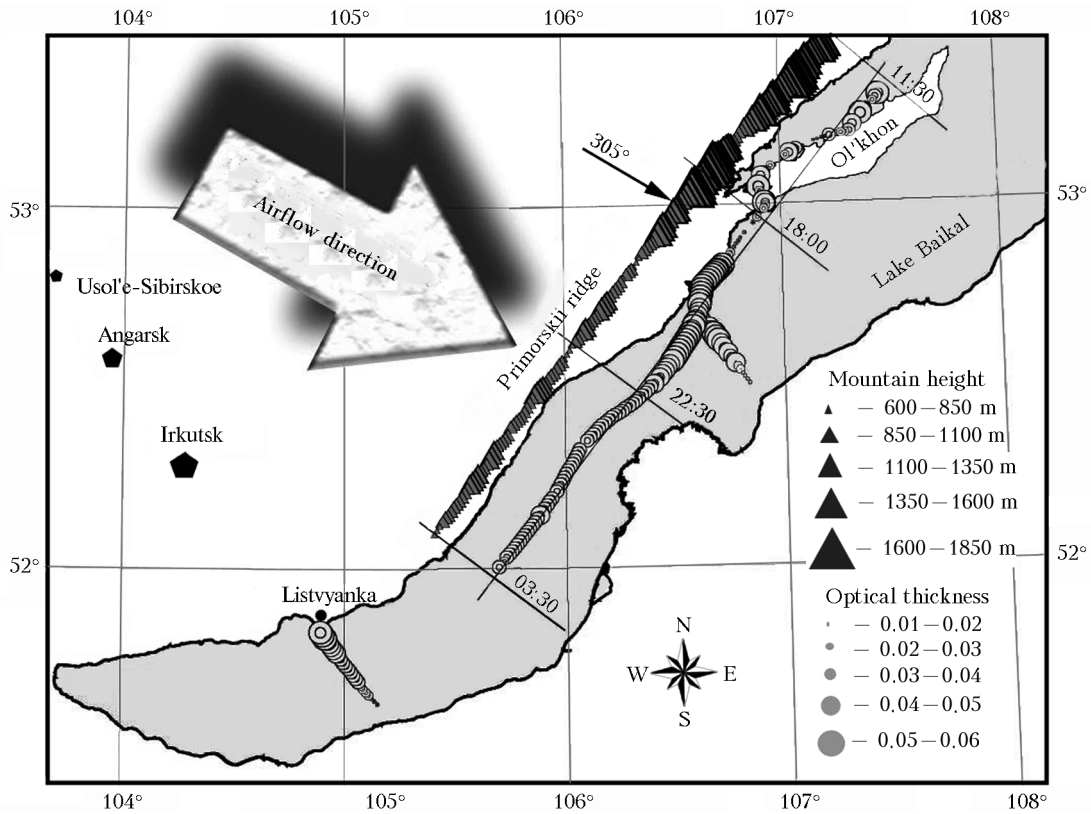 104° 105° 106° 107° 108°
11:30
305°
Ol'khon
53° 53°
Airflow direction
18:00
Lake Baikal
Usol'e-Sibirskoe
Primorskii ridge
Angarsk
Mountain height
22:30
– 600–850 m
Irkutsk
– 850–1100 m
– 1100–1350 m
– 1350–1600 m
– 1600–1850 m
52° 52°
03:30
Listvyanka
Optical thickness
– 0.01–0.02
– 0.02–0.03
– 0.03–0.04
– 0.04–0.05
– 0.05–0.06
N
W E
S
104° 105° 106° 107° 108°